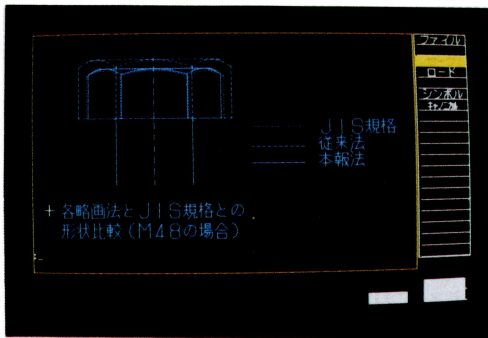 ファイル
ロード
シンボル
JIS規格
従来法
本報法
+ 各略画法とJIS規格との
形状比較(M48の場合)